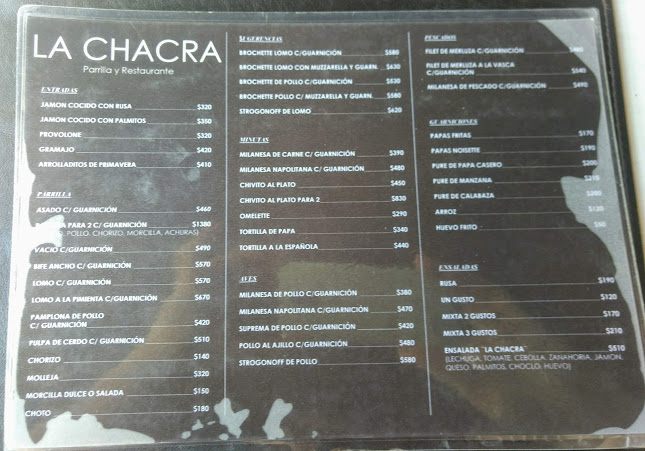 LA CHACRA
Parrilla y Restaurante
ENTRADAS
JAMON COCIDO CON RUSA $320
JAMON COCIDO CON PALMITOS $350
PROVOLONE $320
GRAMAJO $420
ARROLLADITOS DE PRIMAVERA $410
PARRILLA
ASADO C/ GUARNICIÓN $460
PARA 2 C/ GUARNICIÓN $1380
POLLO, CHORIZO, MORCILLA, ACHURAS)
VACIO C/GUARNICIÓN $490
BIFE ANCHO C/ GUARNICIÓN $570
LOMO C/ GUARNICIÓN $570
LOMO A LA PIMIENTA C/GUARNICIÓN $670
PAMPLONA DE POLLO
C/ GUARNICIÓN $420
PULPA DE CERDO C/ GUARNICIÓN $510
CHORIZO $140
MOLLEJA $320
MORCILLA DULCE O SALADA $150
CHOTO $180
SUGERENCIAS
BROCHETTE LOMO C/GUARNICIÓN $580
BROCHETTE LOMO CON MUZZARELLA Y GUARN. $630
BROCHETTE DE POLLO C/GUARNICIÓN $530
BROCHETTE POLLO C/ MUZZARELLA Y GUARN. $580
STROGONOFF DE LOMO $620
MINUTAS
MILANESA DE CARNE C/ GUARNICIÓN $390
MILANESA NAPOLITANA C/ GUARNICIÓN $480
CHIVITO AL PLATO $450
CHIVITO AL PLATO PARA 2 $830
OMELETTE $290
TORTILLA DE PAPA $340
TORTILLA A LA ESPAÑOLA $440
AVES
MILANESA DE POLLO C/GUARNICIÓN $380
MILANESA NAPOLITANA C/GUARNICIÓN $470
SUPREMA DE POLLO C/GUARNICIÓN $420
POLLO AL AJILLO C/GUARNICIÓN $480
STROGONOFF DE POLLO $580
PESCADOS
FILET DE MERLUZA C/GUARNICIÓN
FILET DE MERLUZA A LA VASCA
C/GUARNICIÓN $540
MILANESA DE PESCADO C/GUARNICIÓN $490
GUARNICIONES
PAPAS FRITAS $170
PAPAS NOISETTE $195
PURE DE PAPA CASERO $200
PURE DE MANZANA $210
PURE DE CALABAZA
ARROZ $120
HUEVO FRITO
ENSALADAS
RUSA $190
UN GUSTO $120
MIXTA 2 GUSTOS $170
MIXTA 3 GUSTOS $210
ENSALADA ¨LA CHACRA¨ $510
(LECHUGA, TOMATE, CEBOLLA, ZANAHORIA, JAMON,
QUESO, PALMITOS, CHOCLO, HUEVO)